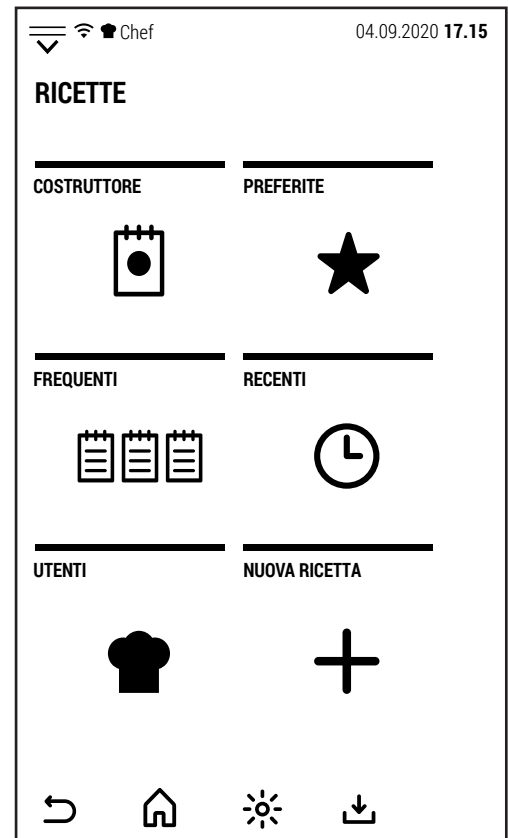 Chef 04.09.2020 17.15
RICETTE
COSTRUTTORE PREFERITE
FREQUENTI RECENTI
UTENTI NUOVA RICETTA